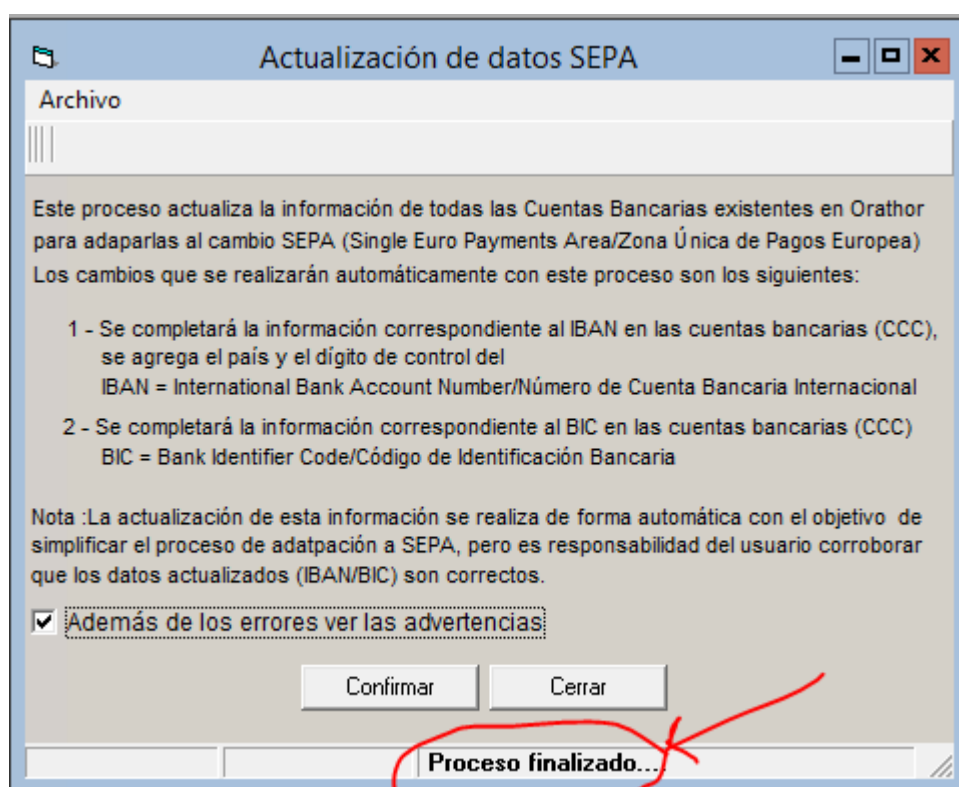 Actualización de datos SEPA
Archivo
Este proceso actualiza la información de todas las Cuentas Bancarias existentes en Orathor
para adaparlas al cambio SEPA (Single Euro Payments Area/Zona Única de Pagos Europea)
Los cambios que se realizarán automáticamente con este proceso son los siguientes:
1 - Se completará la información correspondiente al IBAN en las cuentas bancarias (CCC),
se agrega el país y el dígito de control del
IBAN = International Bank Account Number/Número de Cuenta Bancaria Internacional
2 - Se completará la información correspondiente al BIC en las cuentas bancarias (CCC)
BIC = Bank Identifier Code/Código de Identificación Bancaria
Nota :La actualización de esta información se realiza de forma automática con el objetivo de
simplificar el proceso de adatpación a SEPA, pero es responsabilidad del usuario corroborar
que los datos actualizados (IBAN/BIC) son correctos.
Además de los errores ver las advertencias
Confirmar Cerrar
Proceso finalizado....